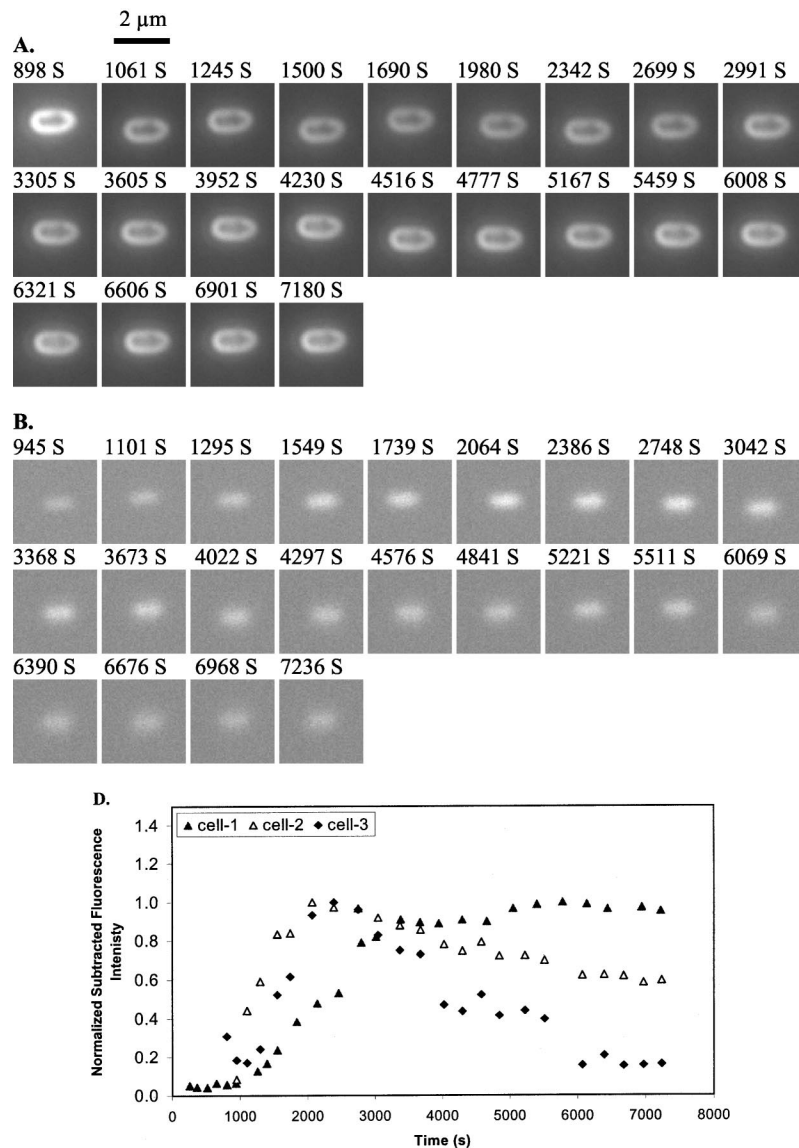 2 µm
A.
898 S 1061 S 1245 S 1500 S 1690 S 1980 S 2342 S 2699 S 2991 S
3305 S 3605 S 3952 S 4230 S 4516 S 4777 S 5167 S 5459 S 6008 S
6321 S 6606 S 6901 S 7180 S
B.
945 S 1101 S 1295 S 1549 S 1739 S 2064 S 2386 S 2748 S 3042 S
3368 S 3673 S 4022 S 4297 S 4576 S 4841 S 5221 S 5511 S 6069 S
6390 S 6676 S 6968 S 7236 S
D.
Normalized Subtracted Fluorescence
Intenisty
1.4
1.2
1.0
0.8
0.6
0.4
0.2
0.0
cell-1 cell-2 cell-3
0 1000 2000 3000 4000 5000 6000 7000 8000
Time (s)